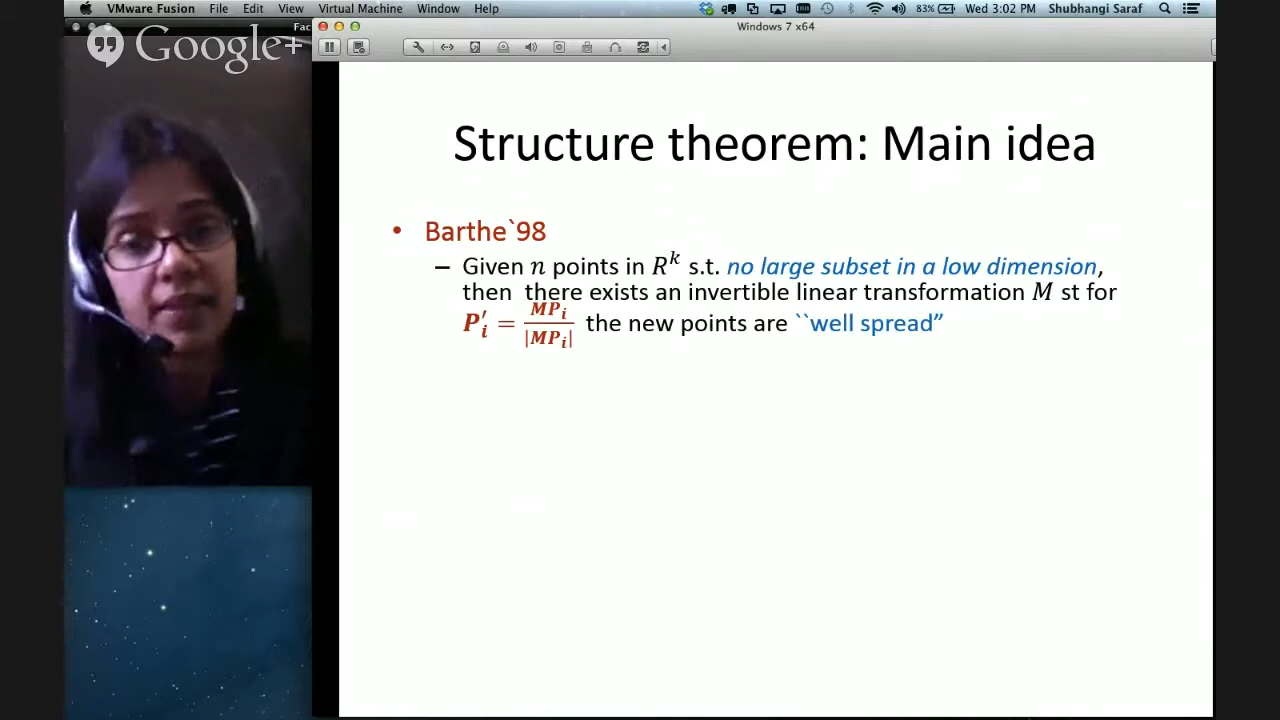 VMware Fusion File Edit View Virtual Machine Window Help 83% Wed 3:02 PM Shubhangi Saraf
Fac
Windows 7 x64
Google+
Structure theorem: Main idea
• Barthe`98
– Given n points in R^k s.t. no large subset in a low dimension,
then there exists an invertible linear transformation M st for
P'_i = MP_i / |MP_i| the new points are ``well spread”